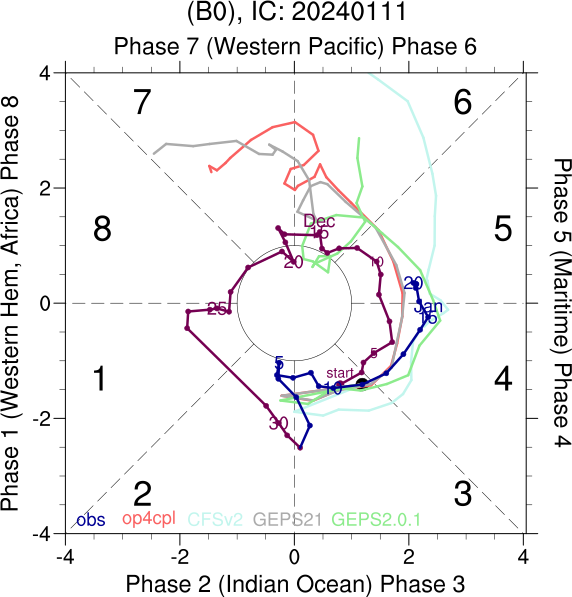 (B0), IC: 20240111
Phase 7 (Western Pacific) Phase 6
Phase 1 (Western Hem, Africa) Phase 8
Phase 5 (Maritime) Phase 4
4
2
0
-2
-4
7
6
8
5
1
4
2
3
Dec
15
20
10
25
20
Jan
15
5
5
start
10
30
obs
op4cpl
CFSv2
GEPS21
GEPS2.0.1
-4
-2
0
2
4
Phase 2 (Indian Ocean) Phase 3